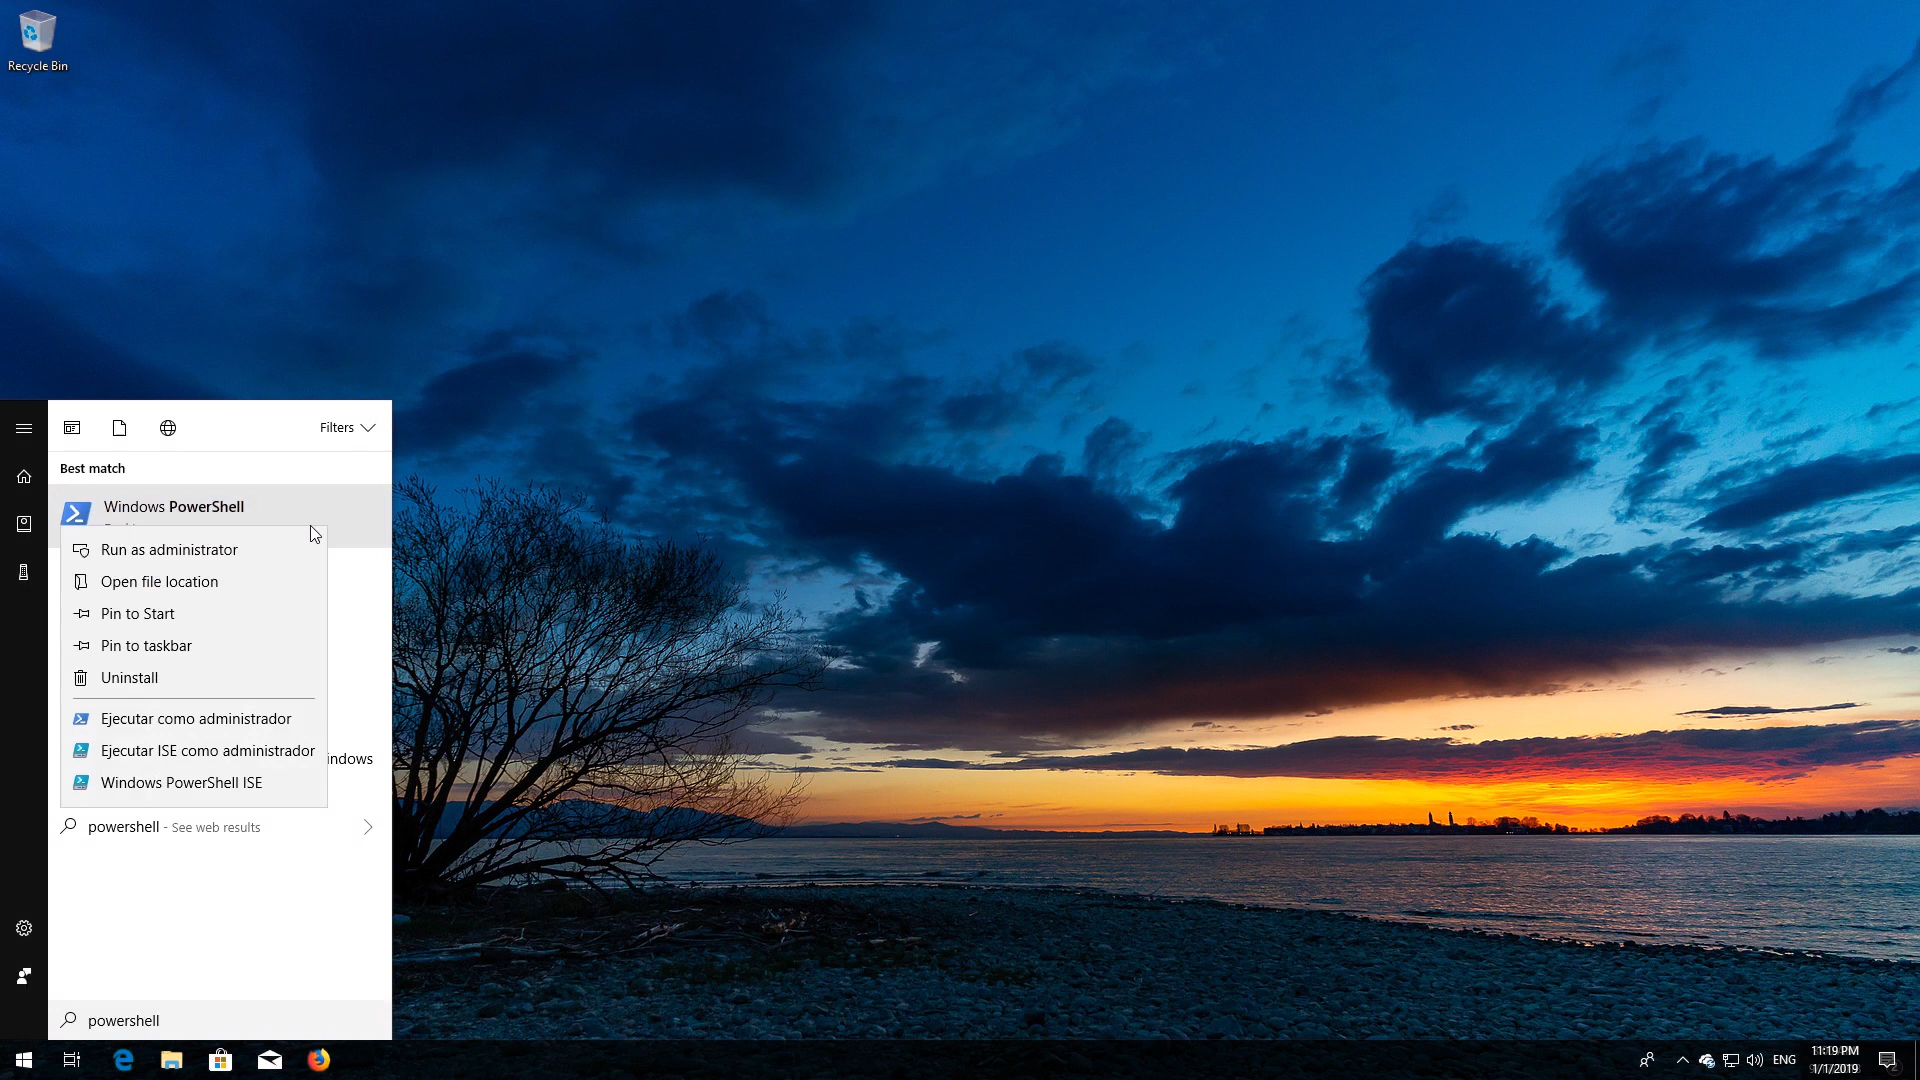 Recycle Bin
Filters
Best match
Windows PowerShell
Run as administrator
Open file location
Pin to Start
Pin to taskbar
Uninstall
Ejecutar como administrador
Ejecutar ISE como administrador
indows
Windows PowerShell ISE
powershell - See web results
powershell
ENG
11:19 PM
1/1/2019